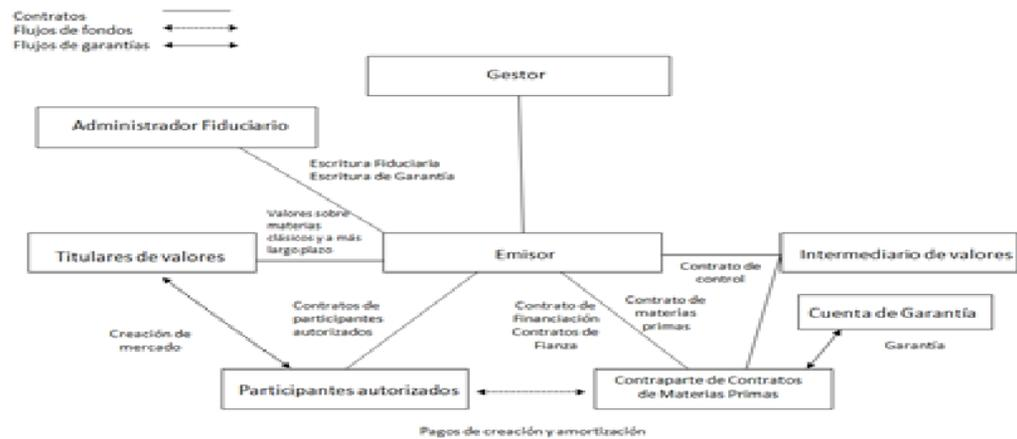 Contratos
Flujos de fondos
Flujos de garantías
Gestor
Administrador Fiduciario
Escritura Fiduciaria
Escritura de Garantía
Valores sobre
materias
clásicos y a más
largo plazo
Titulares de valores
Emisor
Intermediario de valores
Contrato de
control
Contratos de
participantes
autorizados
Contrato de
Financiación
Contratos de
Fianza
Contrato de
materias
primas
Cuenta de Garantía
Creación de
mercado
Garantía
Participantes autorizados
Contraparte de Contratos
de Materias Primas
Pagos de creación y amortización